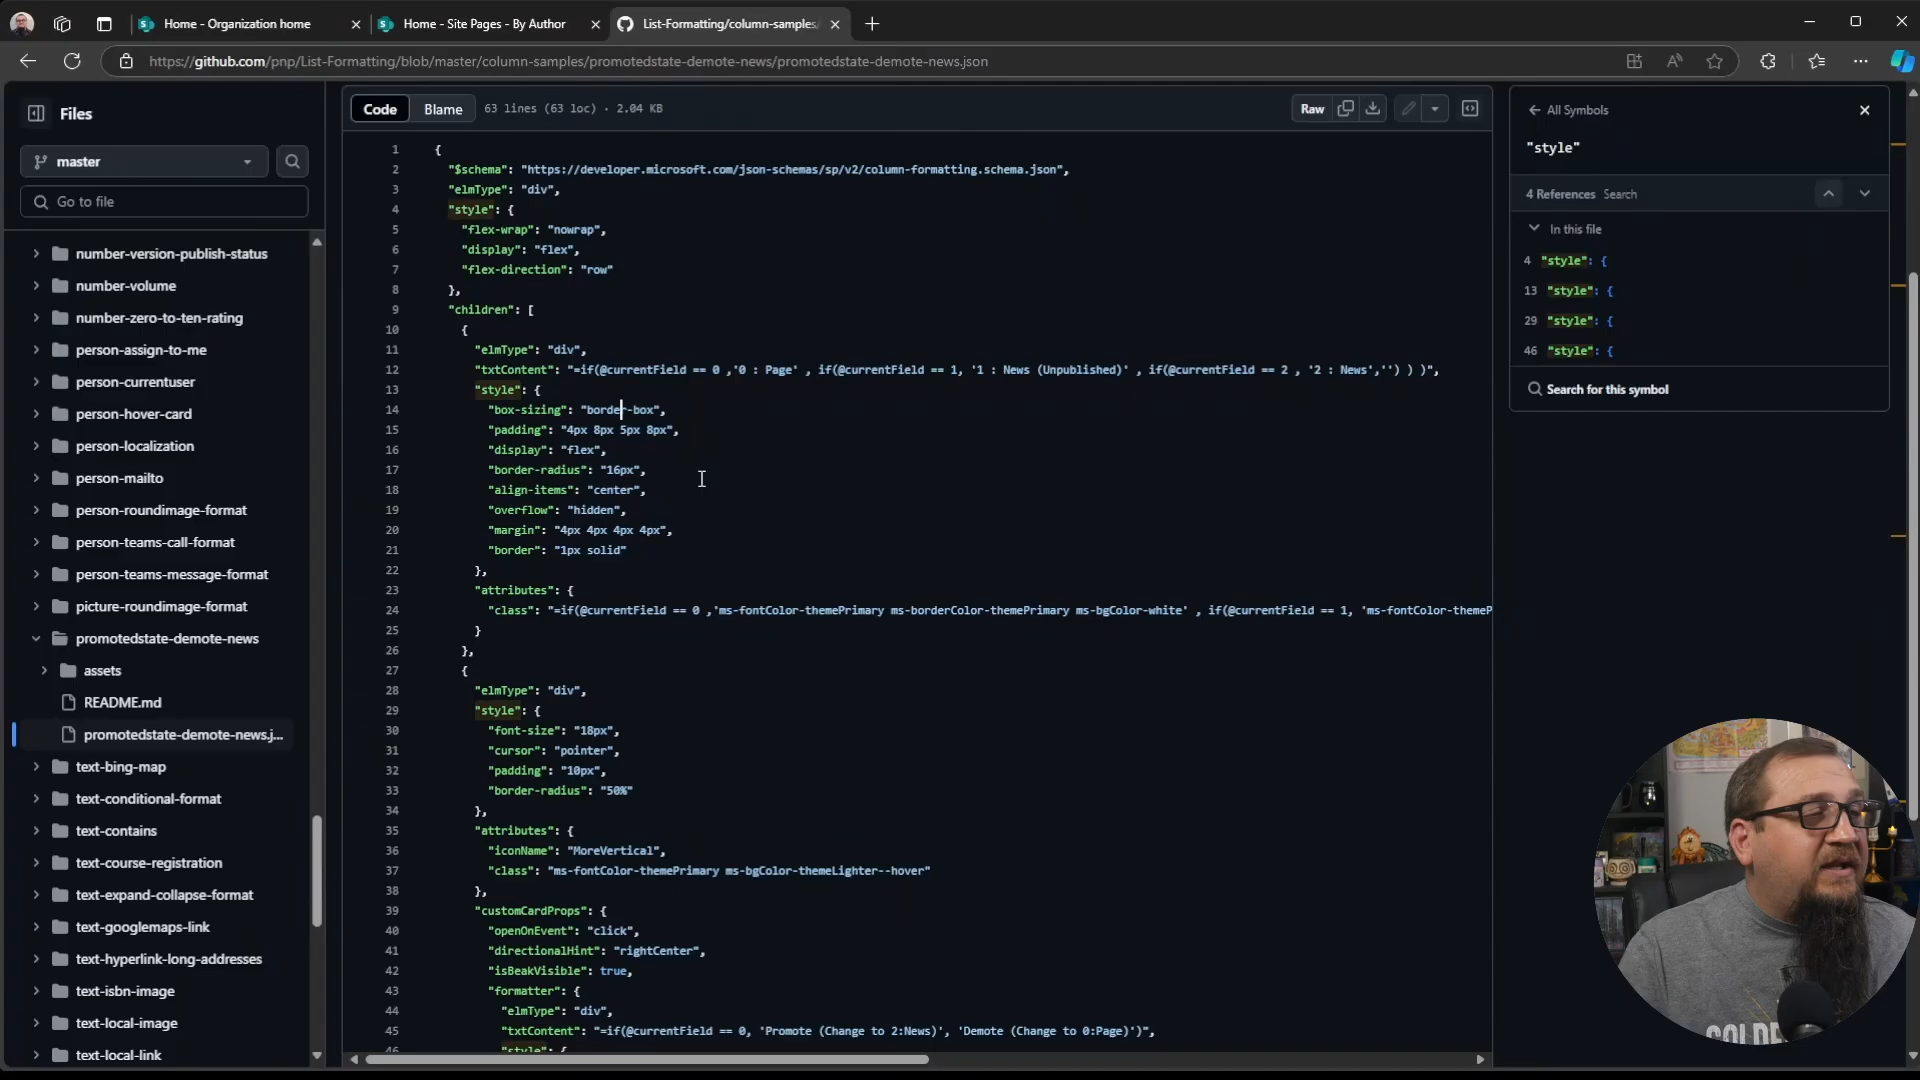 Home - Organization home
Home - Site Pages - By Author
List-Formatting/column-samples/
https://github.com/pnp/List-Formatting/blob/master/column-samples/promotedstate-demote-news/promotedstate-demote-news.json
Files
master
Go to file
number-version-publish-status
number-volume
number-zero-to-ten-rating
person-assign-to-me
person-currentuser
person-hover-card
person-localization
person-mailto
person-roundimage-format
person-teams-call-format
person-teams-message-format
picture-roundimage-format
promotedstate-demote-news
assets
README.md
promotedstate-demote-news.j...
text-bing-map
text-conditional-format
text-contains
text-course-registration
text-expand-collapse-format
text-googlemaps-link
text-hyperlink-long-addresses
text-isbn-image
text-local-image
text-local-link
Code Blame 63 lines (63 loc) · 2.04 KB Raw
1 {
2 "$schema": "https://developer.microsoft.com/json-schemas/sp/v2/column-formatting.schema.json",
3 "elmType": "div",
4 "style": {
5 "flex-wrap": "nowrap",
6 "display": "flex",
7 "flex-direction": "row"
8 },
9 "children": [
10 {
11 "elmType": "div",
12 "txtContent": "=if(@currentField == 0 ,'0 : Page' , if(@currentField == 1, '1 : News (Unpublished)' , if(@currentField == 2 , '2 : News','') ) )",
13 "style": {
14 "box-sizing": "border-box",
15 "padding": "4px 8px 5px 8px",
16 "display": "flex",
17 "border-radius": "16px",
18 "align-items": "center",
19 "overflow": "hidden",
20 "margin": "4px 4px 4px 4px",
21 "border": "1px solid"
22 },
23 "attributes": {
24 "class": "=if(@currentField == 0 ,'ms-fontColor-themePrimary ms-borderColor-themePrimary ms-bgColor-white' , if(@currentField == 1, 'ms-fontColor-themeP
25 }
26 },
27 {
28 "elmType": "div",
29 "style": {
30 "font-size": "18px",
31 "cursor": "pointer",
32 "padding": "10px",
33 "border-radius": "50%"
34 },
35 "attributes": {
36 "iconName": "MoreVertical",
37 "class": "ms-fontColor-themePrimary ms-bgColor-themeLighter--hover"
38 },
39 "customCardProps": {
40 "openOnEvent": "click",
41 "directionalHint": "rightCenter",
42 "isBeakVisible": true,
43 "formatter": {
44 "elmType": "div",
45 "txtContent": "=if(@currentField == 0, 'Promote (Change to 2:News)', 'Demote (Change to 0:Page)')",
46 "style": {
All Symbols
"style"
4 References Search
In this file
4 "style": {
13 "style": {
29 "style": {
46 "style": {
Search for this symbol